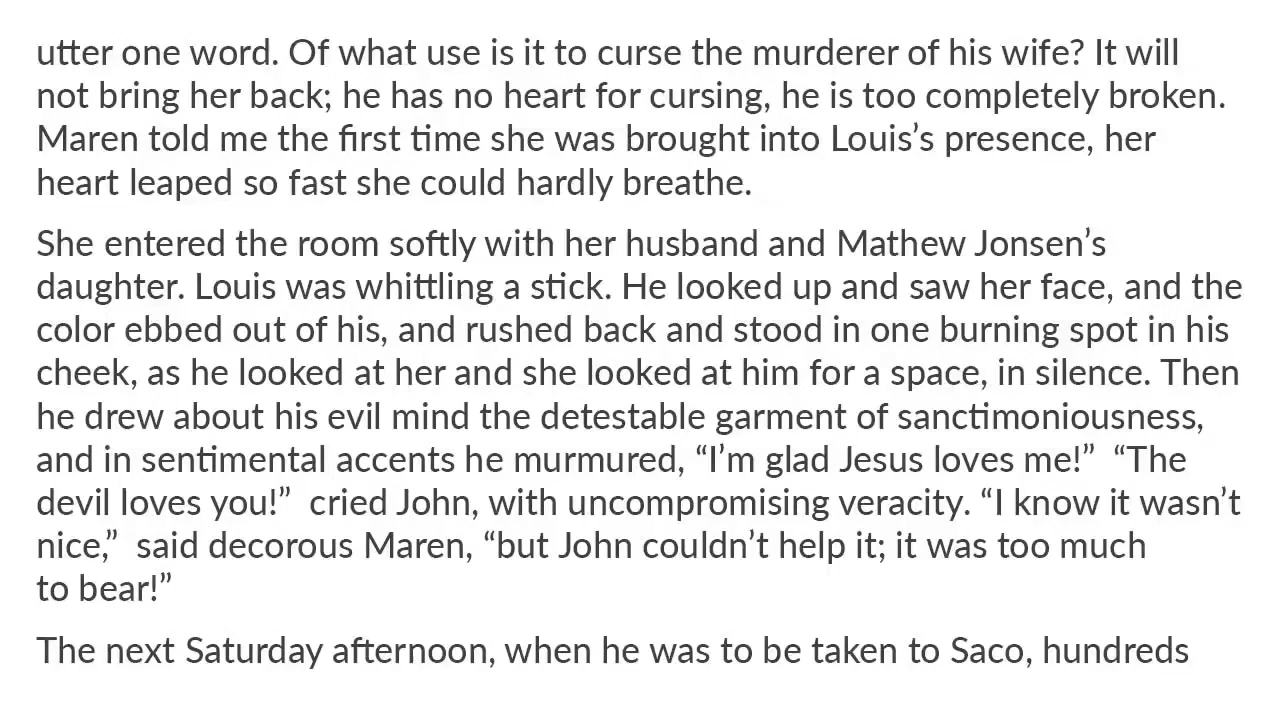 utter one word. Of what use is it to curse the murderer of his wife? It will
not bring her back; he has no heart for cursing, he is too completely broken.
Maren told me the first time she was brought into Louis’s presence, her
heart leaped so fast she could hardly breathe.
She entered the room softly with her husband and Mathew Jonsen’s
daughter. Louis was whittling a stick. He looked up and saw her face, and the
color ebbed out of his, and rushed back and stood in one burning spot in his
cheek, as he looked at her and she looked at him for a space, in silence. Then
he drew about his evil mind the detestable garment of sanctimoniousness,
and in sentimental accents he murmured, “I’m glad Jesus loves me!” “The
devil loves you!” cried John, with uncompromising veracity. “I know it wasn’t
nice,” said decorous Maren, “but John couldn’t help it; it was too much
to bear!”
The next Saturday afternoon, when he was to be taken to Saco, hundreds